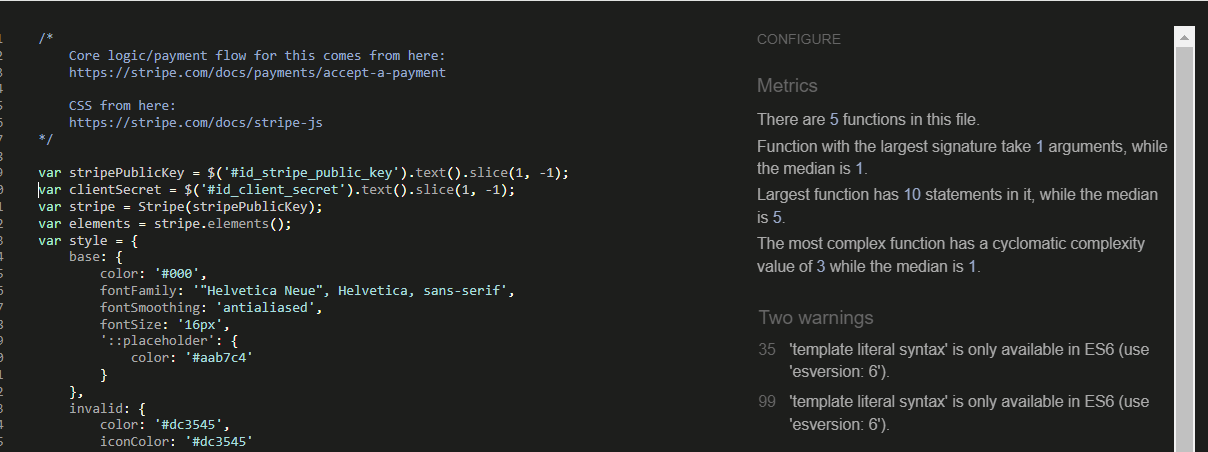 /*
Core logic/payment flow for this comes from here:
https://stripe.com/docs/payments/accept-a-payment
CSS from here:
https://stripe.com/docs/stripe-js
*/
var stripePublicKey = $('#id_stripe_public_key').text().slice(1, -1);
var clientSecret = $('#id_client_secret').text().slice(1, -1);
var stripe = Stripe(stripePublicKey);
var elements = stripe.elements();
var style = {
base: {
color: '#000',
fontFamily: '"Helvetica Neue", Helvetica, sans-serif',
fontSmoothing: 'antialiased',
fontSize: '16px',
'::placeholder': {
color: '#aab7c4'
}
},
invalid: {
color: '#dc3545',
iconColor: '#dc3545'
CONFIGURE
Metrics
There are 5 functions in this file.
Function with the largest signature take 1 arguments, while
the median is 1.
Largest function has 10 statements in it, while the median
is 5.
The most complex function has a cyclomatic complexity
value of 3 while the median is 1.
Two warnings
35 'template literal syntax' is only available in ES6 (use
'esversion: 6').
99 'template literal syntax' is only available in ES6 (use
'esversion: 6').